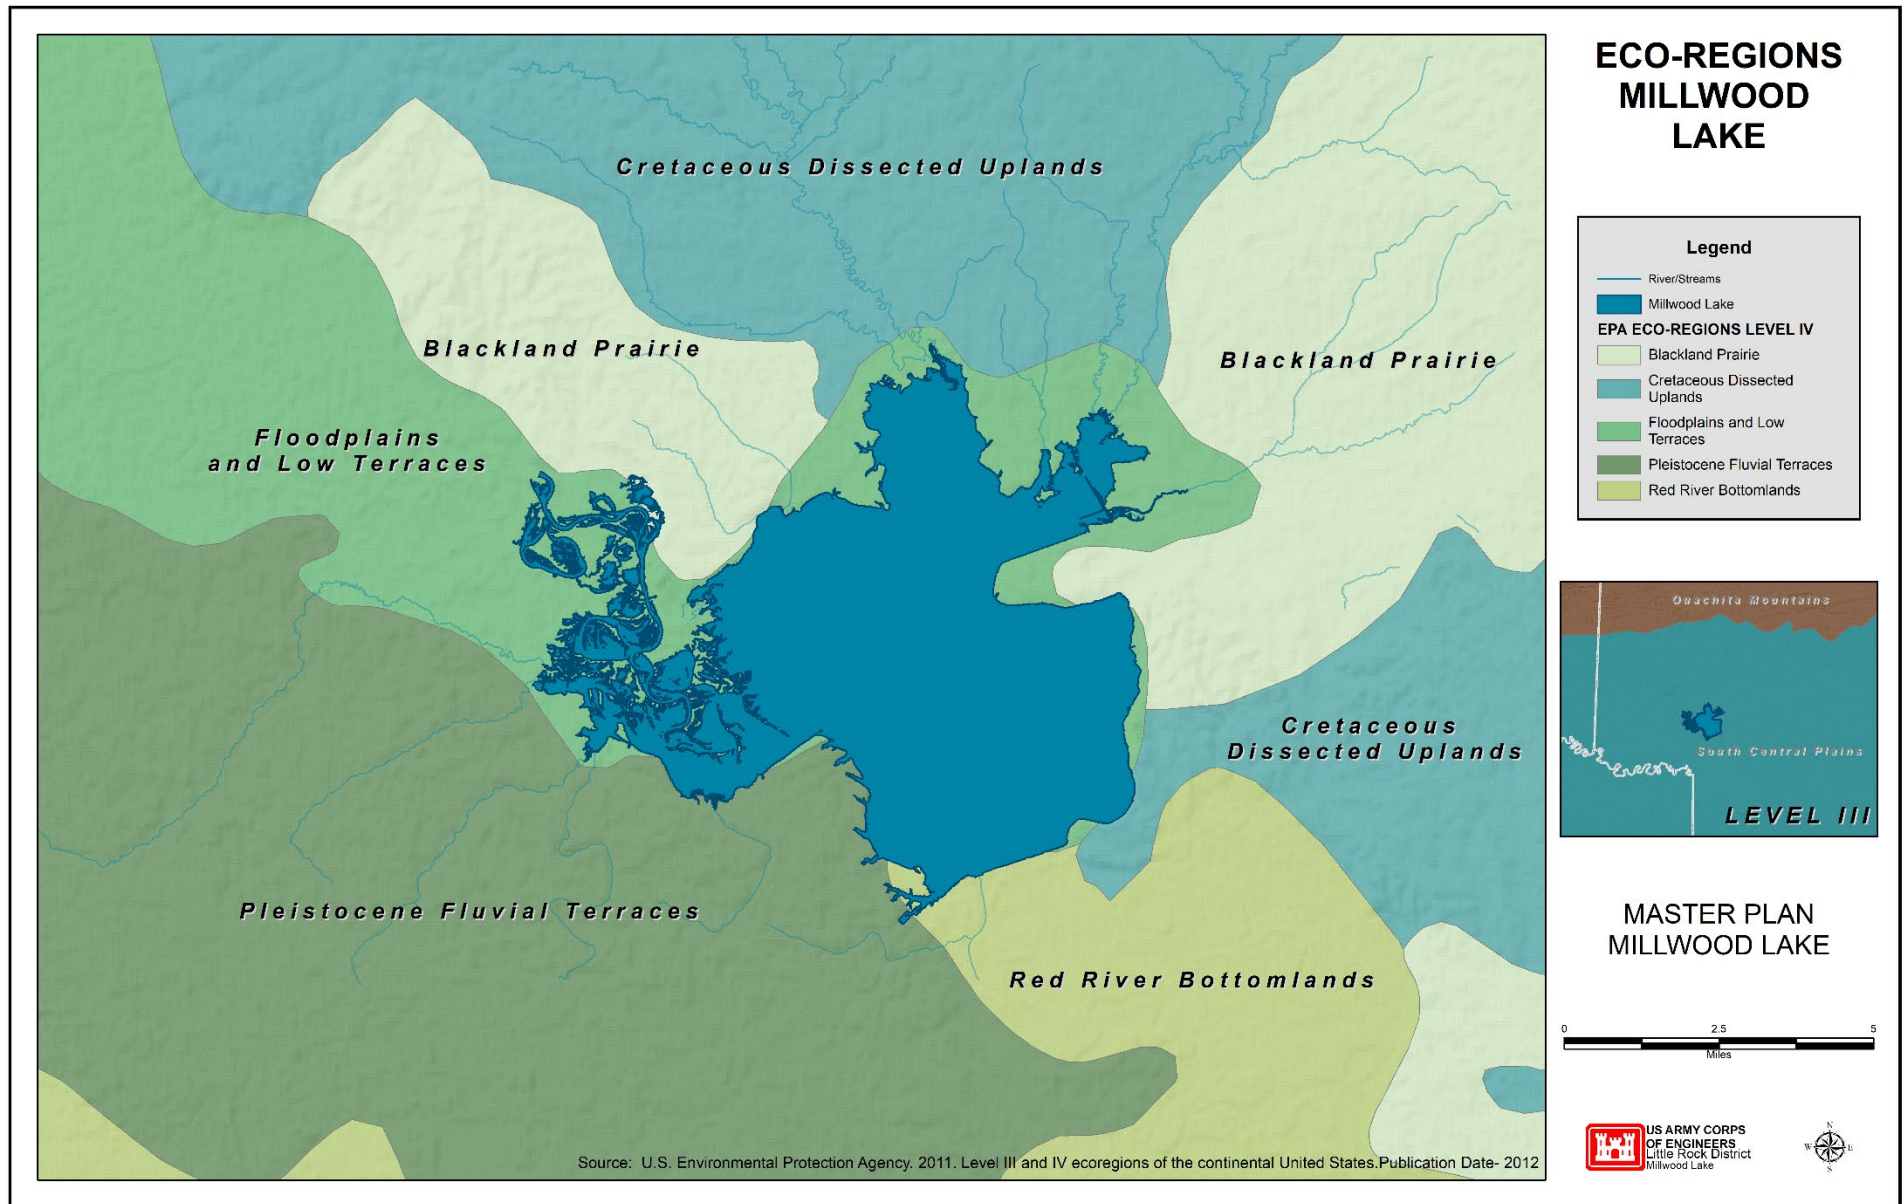 ECO-REGIONS
MILLWOOD
LAKE
Cretaceous Dissected Uplands
Blackland Prairie
Blackland Prairie
Floodplains
and Low Terraces
Cretaceous
Dissected Uplands
Pleistocene Fluvial Terraces
Red River Bottomlands
Source: U.S. Environmental Protection Agency. 2011. Level III and IV ecoregions of the continental United States.Publication Date- 2012
Legend
River/Streams
Millwood Lake
EPA ECO-REGIONS LEVEL IV
Blackland Prairie
Cretaceous Dissected
Uplands
Floodplains and Low
Terraces
Pleistocene Fluvial Terraces
Red River Bottomlands
Ouachita Mountains
South Central Plains
LEVEL III
MASTER PLAN
MILLWOOD LAKE
0 2.5 5
Miles
US ARMY CORPS
OF ENGINEERS
Little Rock District
Millwood Lake
N
W E
S